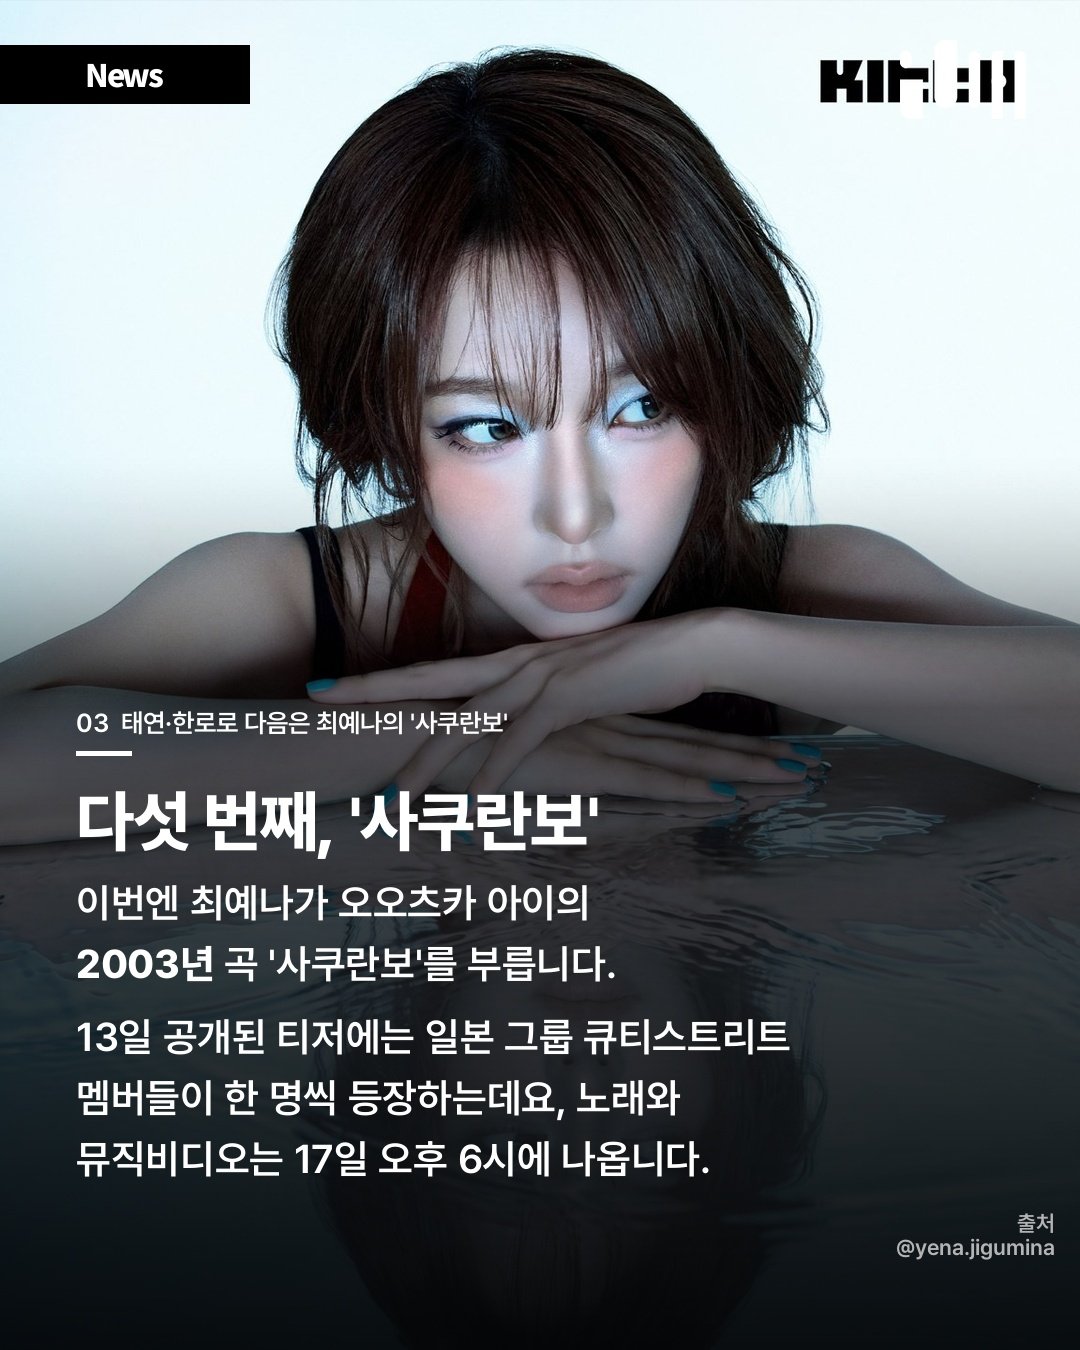 News
03 태연·한로로 다음은 최예나의 '사쿠란보'
다섯 번째, '사쿠란보'
이번엔 최예나가 오오츠카 아이의
2003년 곡 '사쿠란보'를 부릅니다.
13일 공개된 티저에는 일본 그룹 큐티스트리트
멤버들이 한 명씩 등장하는데요, 노래와
뮤직비디오는 17일 오후 6시에 나옵니다.
출처
@yena.jigumina